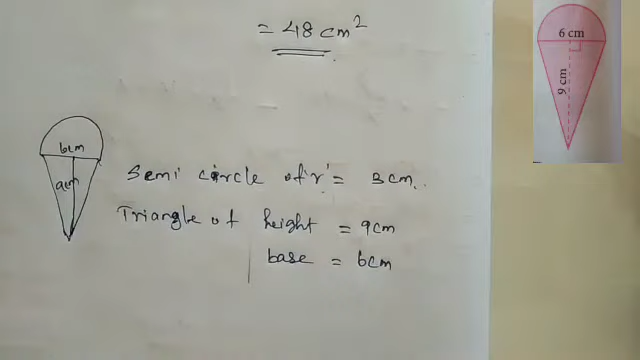 = 48 cm²
6 cm
9 cm
6cm
9cm
Semi circle of 'r' = 3cm.
Triangle of height = 9cm
base = 6cm